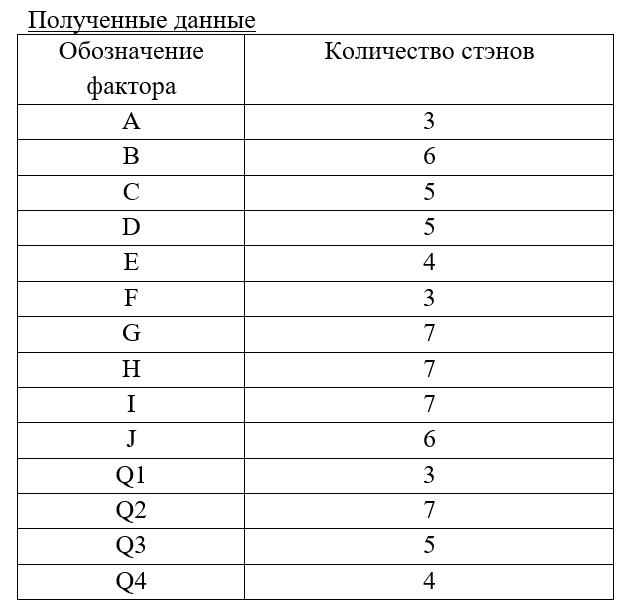 Полученные данные
Обозначение фактора Количество стэнов
A 3
B 6
C 5
D 5
E 4
F 3
G 7
H 7
I 7
J 6
Q1 3
Q2 7
Q3 5
Q4 4